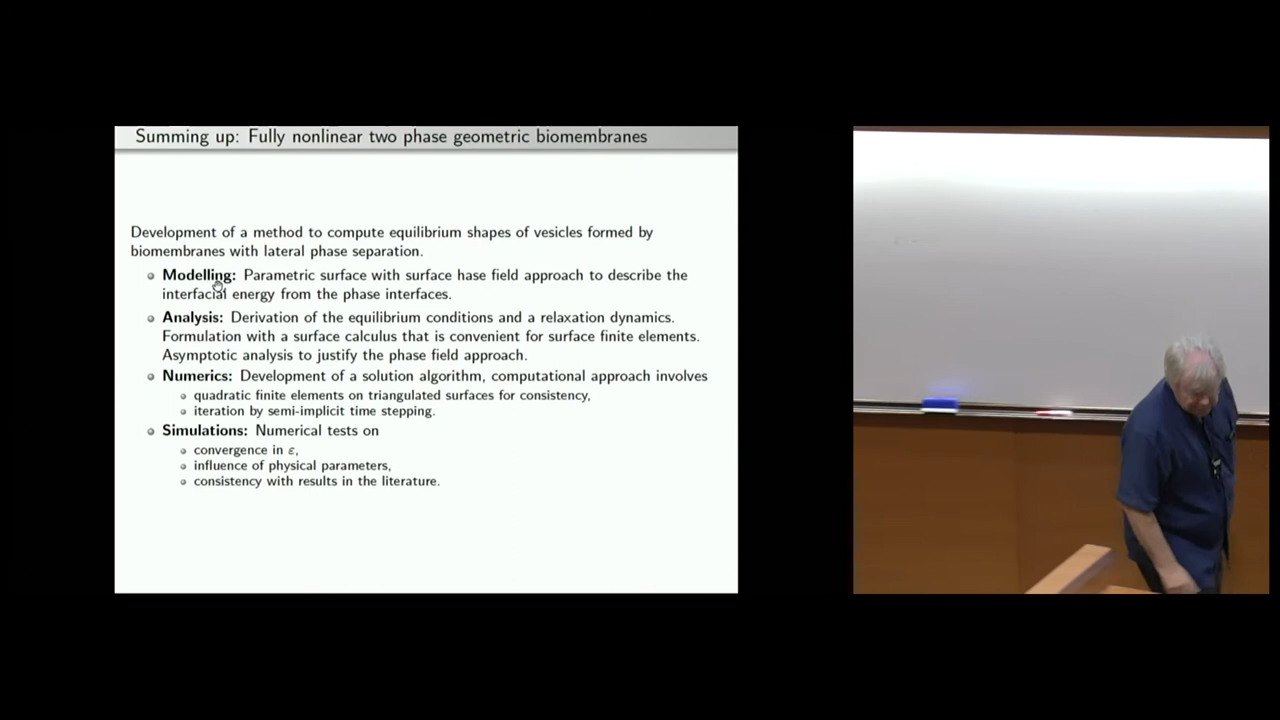 Summing up: Fully nonlinear two phase geometric biomembranes
Development of a method to compute equilibrium shapes of vesicles formed by
biomembranes with lateral phase separation.
Modelling: Parametric surface with surface hase field approach to describe the
interfacial energy from the phase interfaces.
Analysis: Derivation of the equilibrium conditions and a relaxation dynamics.
Formulation with a surface calculus that is convenient for surface finite elements.
Asymptotic analysis to justify the phase field approach.
Numerics: Development of a solution algorithm, computational approach involves
quadratic finite elements on triangulated surfaces for consistency,
iteration by semi-implicit time stepping.
Simulations: Numerical tests on
convergence in ε,
influence of physical parameters,
consistency with results in the literature.